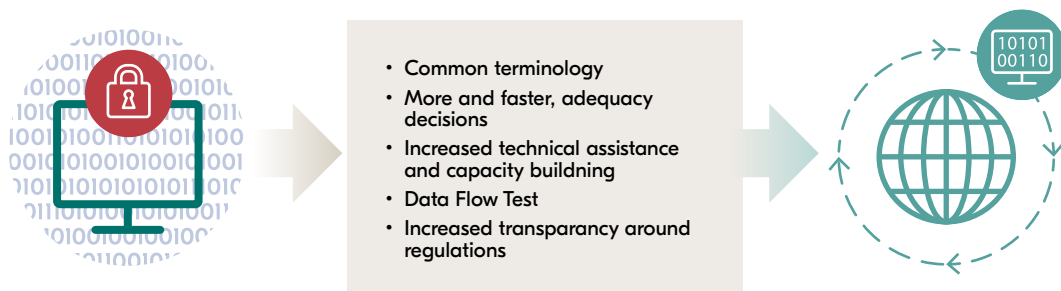 • Common terminology
• More and faster, adequacy
decisions
• Increased technical assistance
and capacity buildning
• Data Flow Test
• Increased transparancy around
regulations
10101
00110